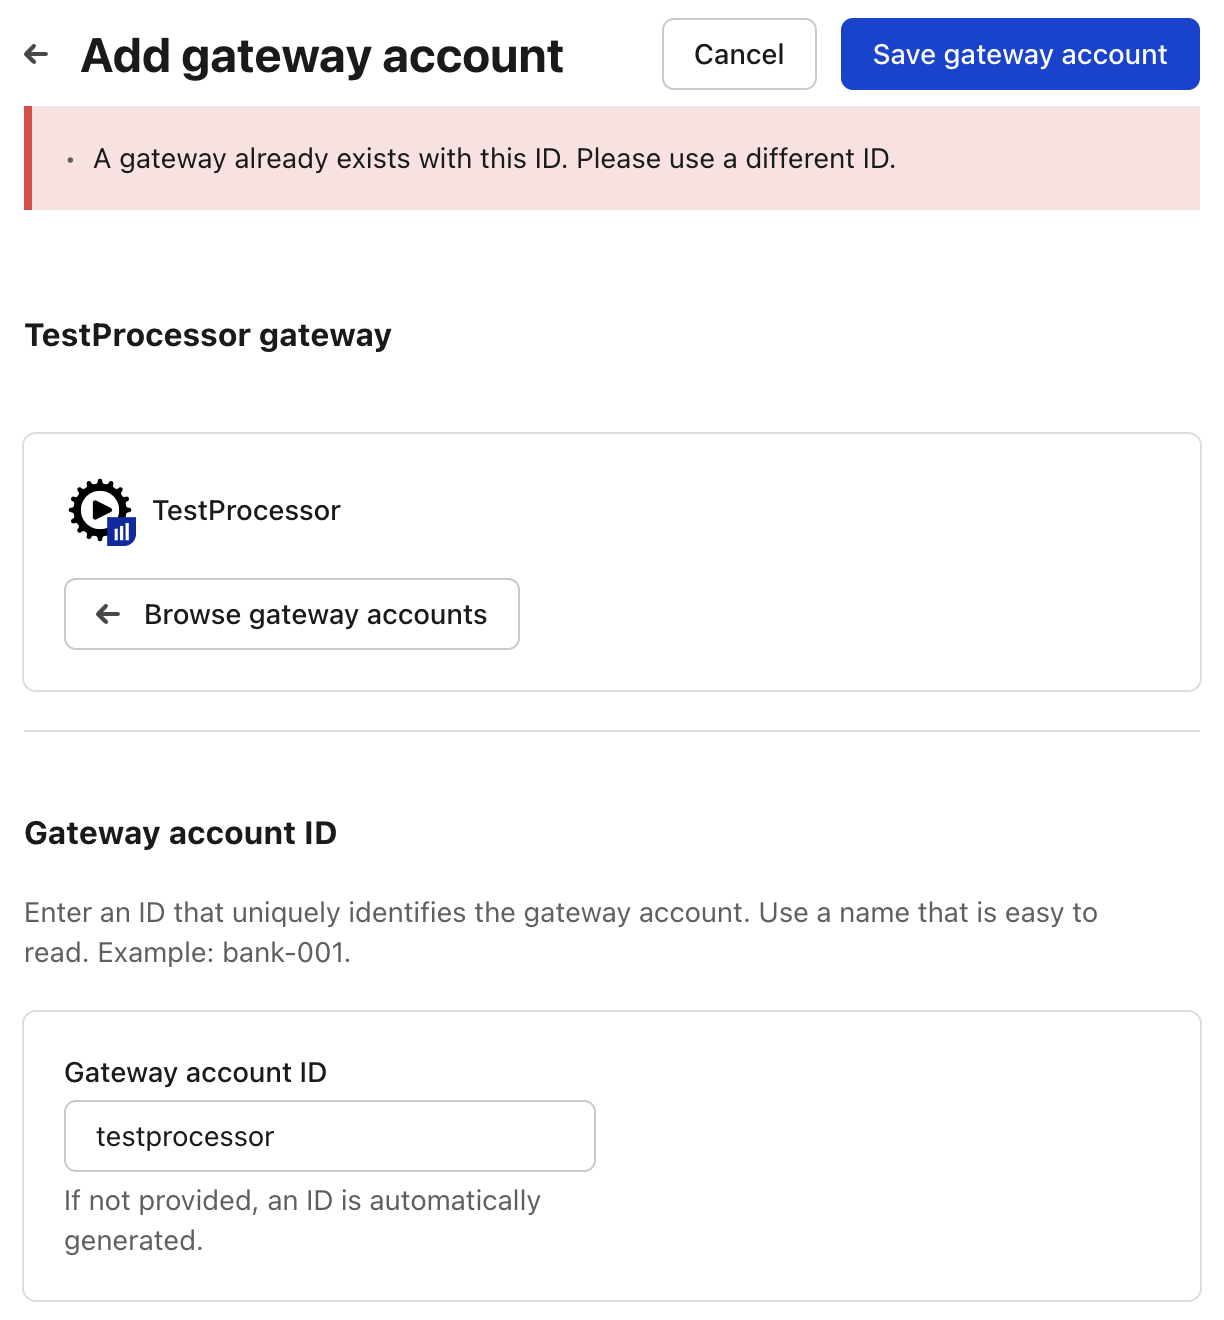 Add gateway account
Cancel
Save gateway account
• A gateway already exists with this ID. Please use a different ID.
TestProcessor gateway
TestProcessor
Browse gateway accounts
Gateway account ID
Enter an ID that uniquely identifies the gateway account. Use a name that is easy to
read. Example: bank-001.
Gateway account ID
testprocessor
If not provided, an ID is automatically
generated.